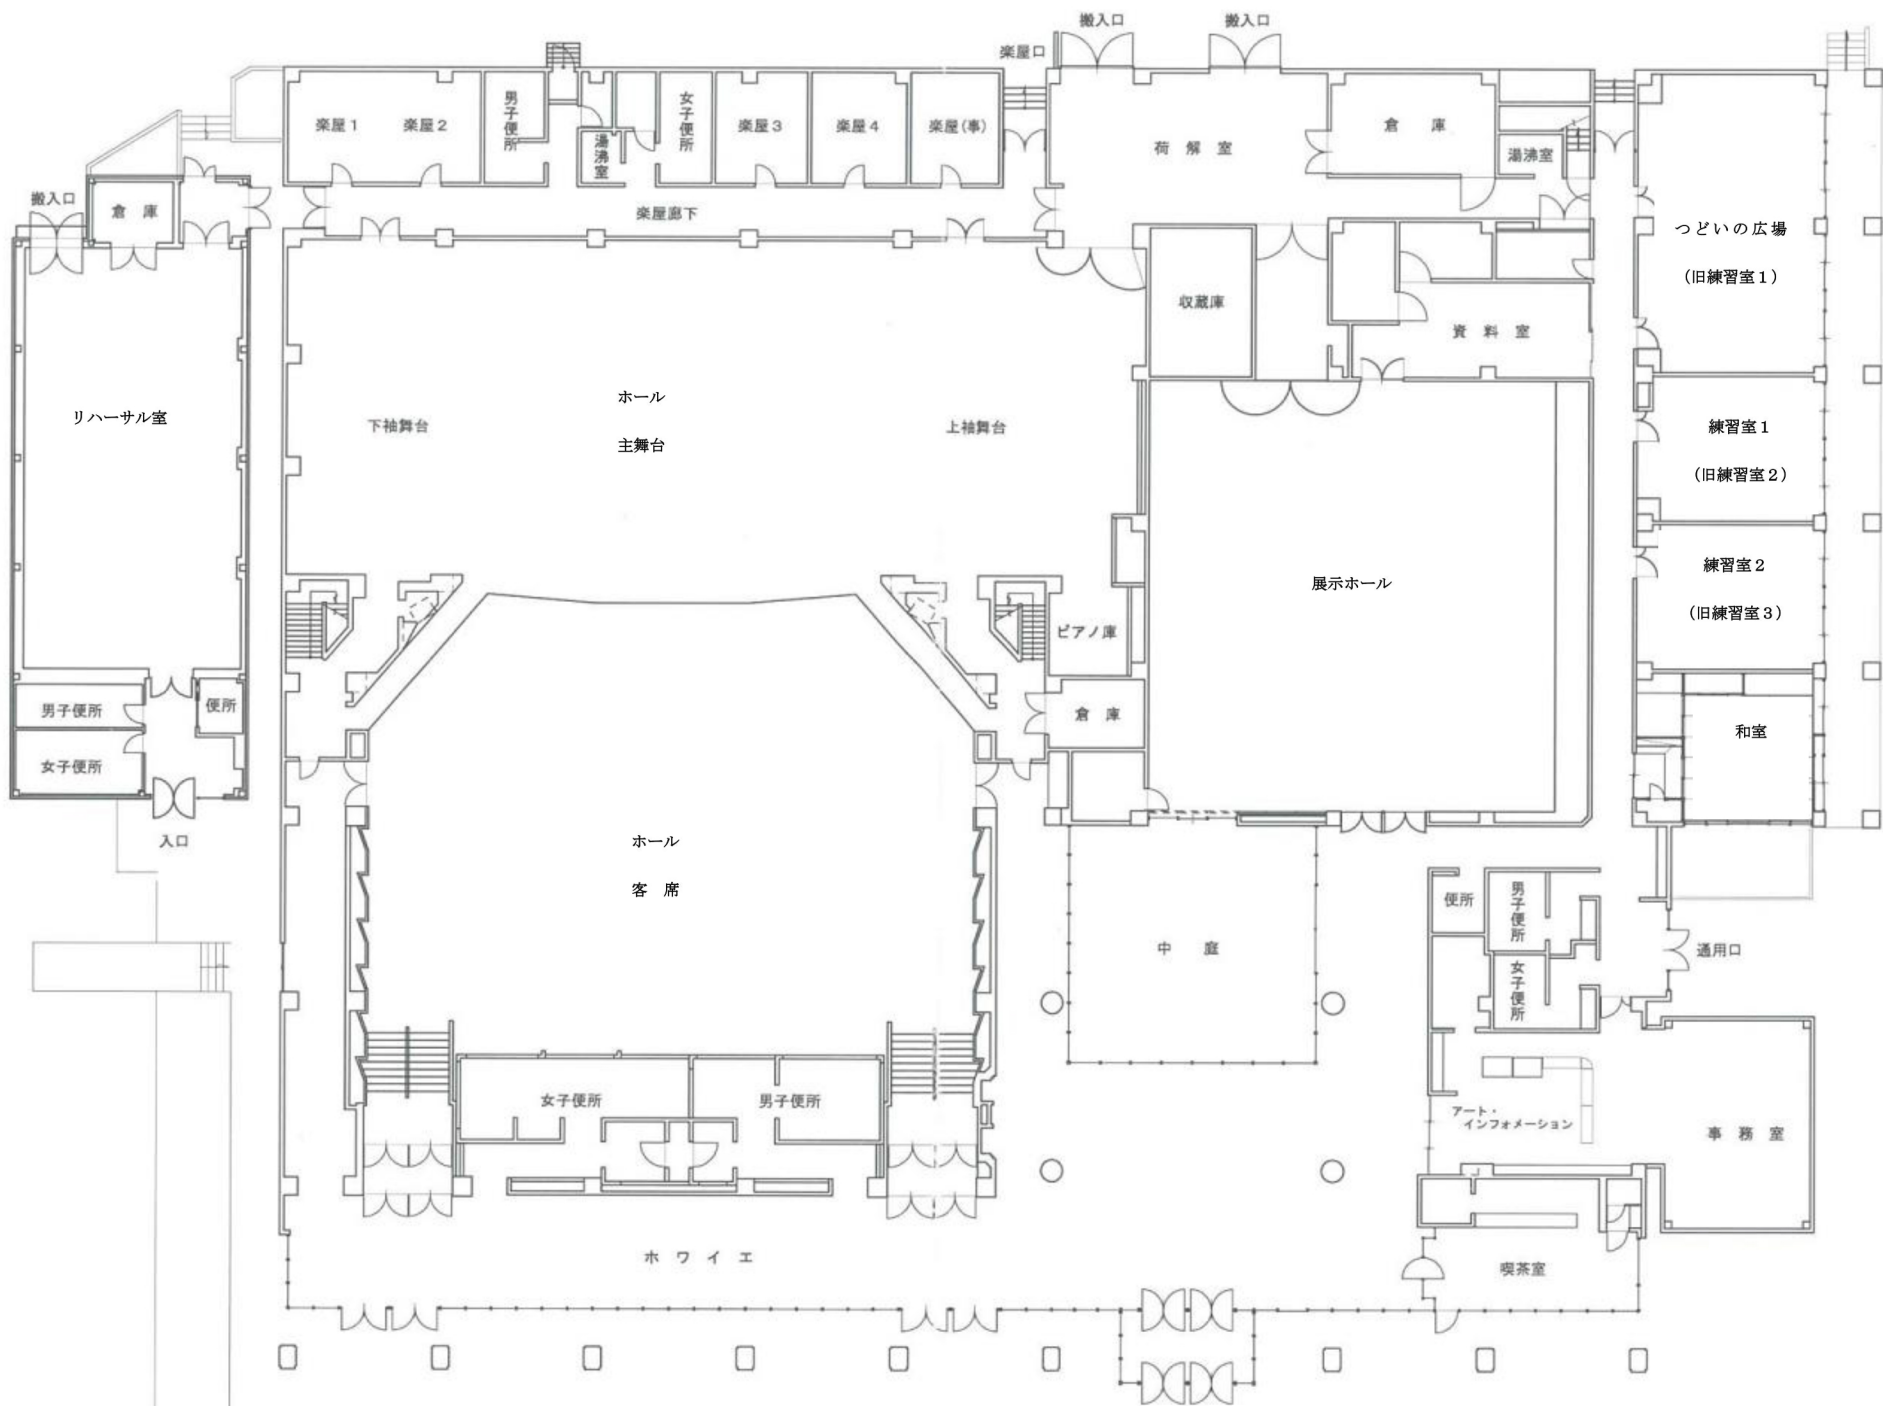 搬入口
搬入口
楽屋口
楽屋1
楽屋2
男子便所
湯沸室
女子便所
楽屋3
楽屋4
楽屋(事)
荷解室
倉庫
湯沸室
搬入口
倉庫
楽屋廊下
つどいの広場
(旧練習室1)
収蔵庫
資料室
リハーサル室
下袖舞台
ホール
主舞台
上袖舞台
練習室1
(旧練習室2)
展示ホール
練習室2
(旧練習室3)
ピアノ庫
男子便所
便所
倉庫
和室
女子便所
入口
ホール
客席
便所
男子便所
中庭
通用口
女子便所
女子便所
男子便所
アート・
インフォメーション
事務室
ホワイエ
喫茶室